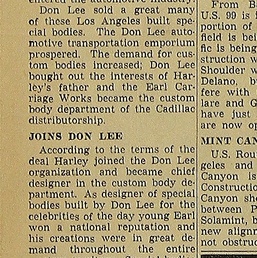 Don Lee sold great many
of these Los Angeles built spe-
cial bodies. The Don Lee auto-
motive transportation emporium
prospered. The demand for cus-
tom bodies increased; Don Lee
bought out the interests of Har-
ley's father and the Earl Car-
riage Works became the custom
body department of the Cadillac
distributorship.
JOINS DON LEE
According to the terms of the
deal Harley joined the Don Lee
organization and became chief
designer in the custom body de-
partment. As designer of special
bodies built by Don Lee for the
celebrities of the day young Earl
won a national reputation and
his creations were in great de-
mand throughout the entire
From B
U.S. 99 is f
portion of
field is bein
fic is being
struction w
Shoulder w
Delano, b
fere with
lare and G
have just
are now op
MINT CAN
U.S. Rou
geles and
Canyon is
Constructio
Canyon she
between P
Solamint, b
new alignm
not obstruc